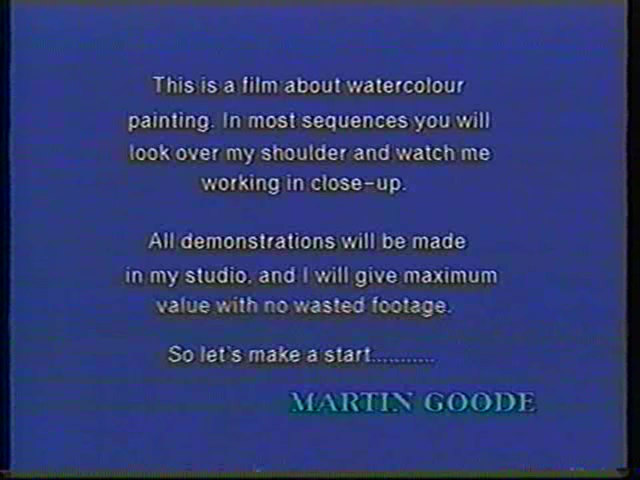 This is a film about watercolour
painting. In most sequences you will
look over my shoulder and watch me
working in close-up.
All demonstrations will be made
in my studio, and I will give maximum
value with no wasted footage.
So let's make a start...........
MARTIN GOODE